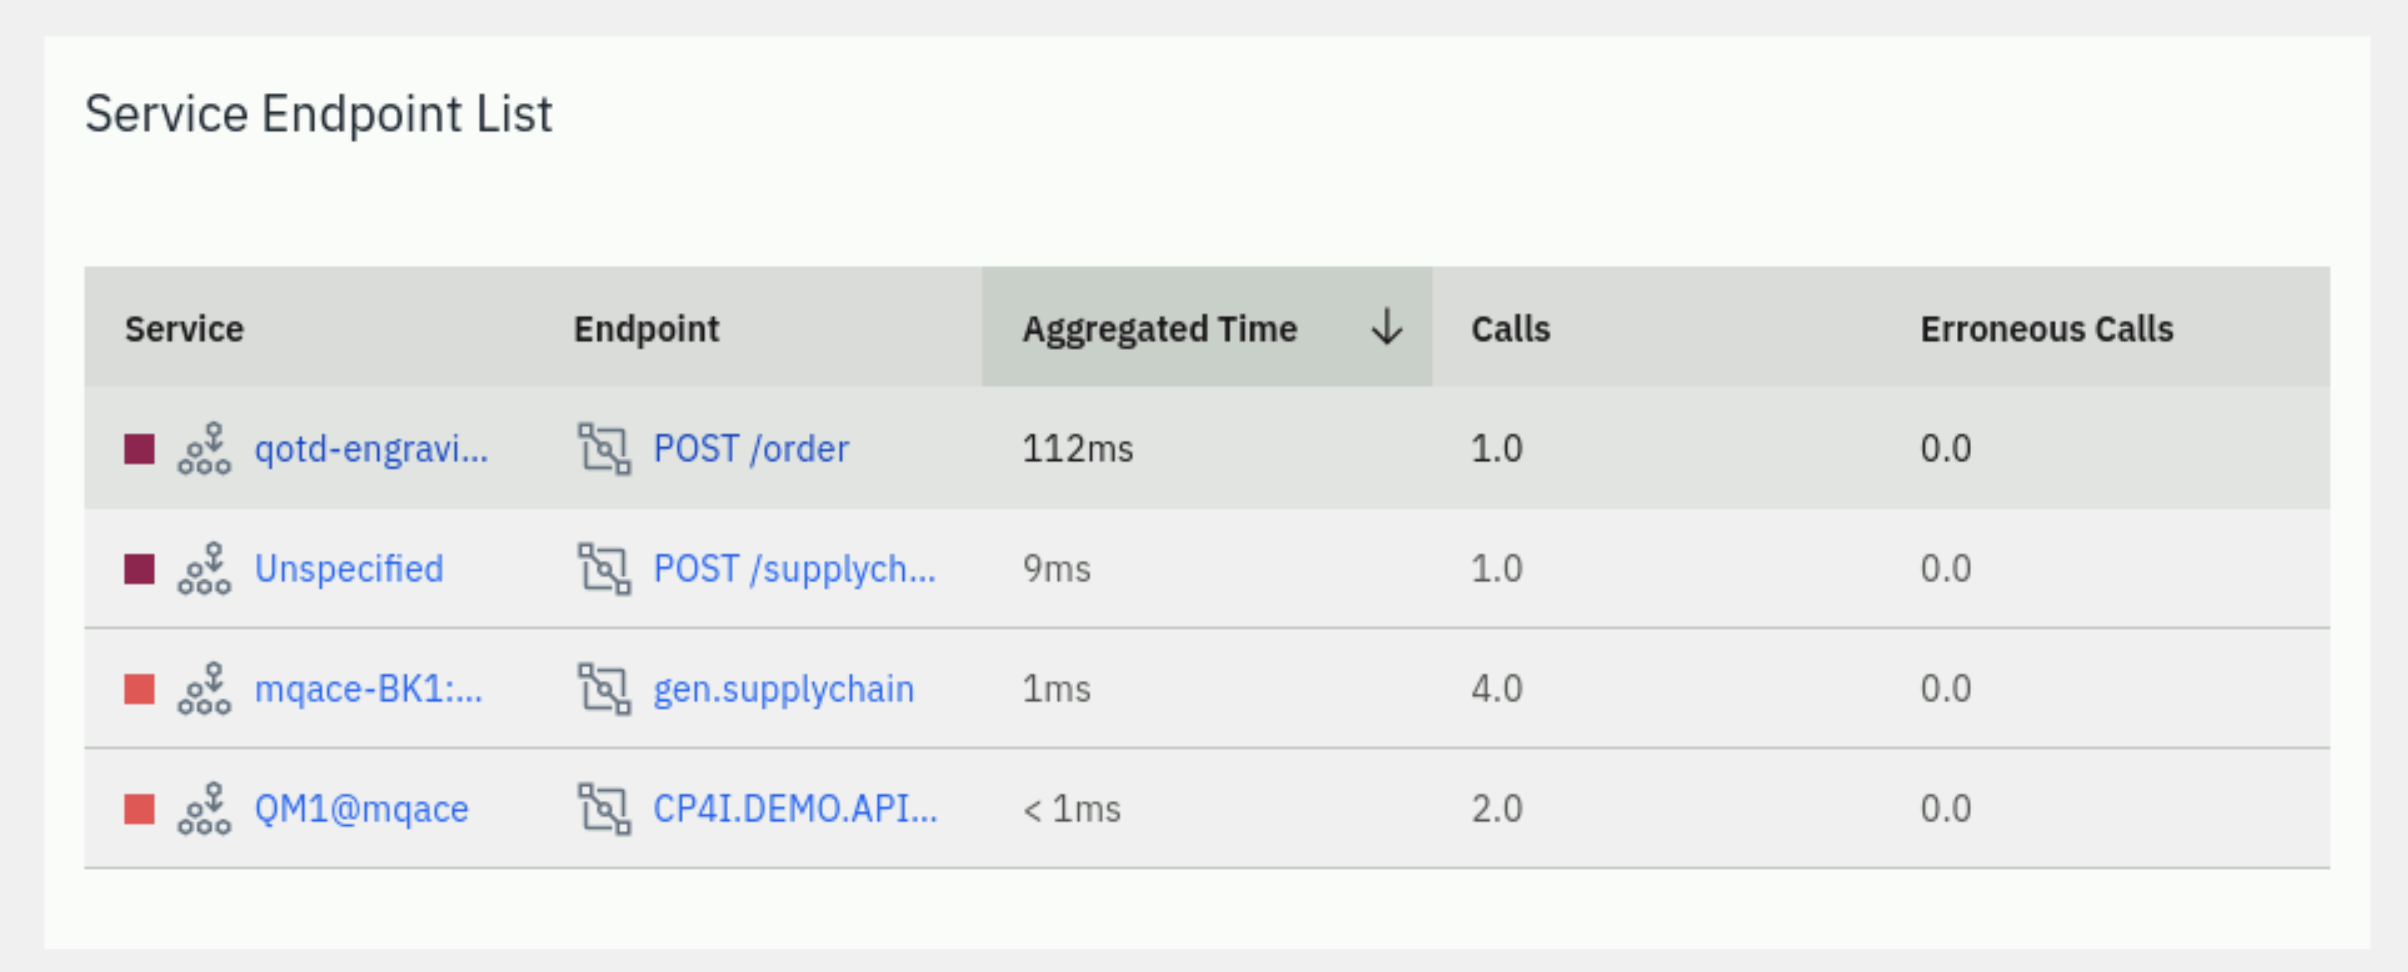 Service Endpoint List
Service Endpoint Aggregated Time Calls Erroneous Calls
qotd-engravi... POST /order 112ms 1.0 0.0
Unspecified POST /supplych... 9ms 1.0 0.0
mqace-BK1:... gen.supplychain 1ms 4.0 0.0
QM1@mqace CP4I.DEMO.API... < 1ms 2.0 0.0